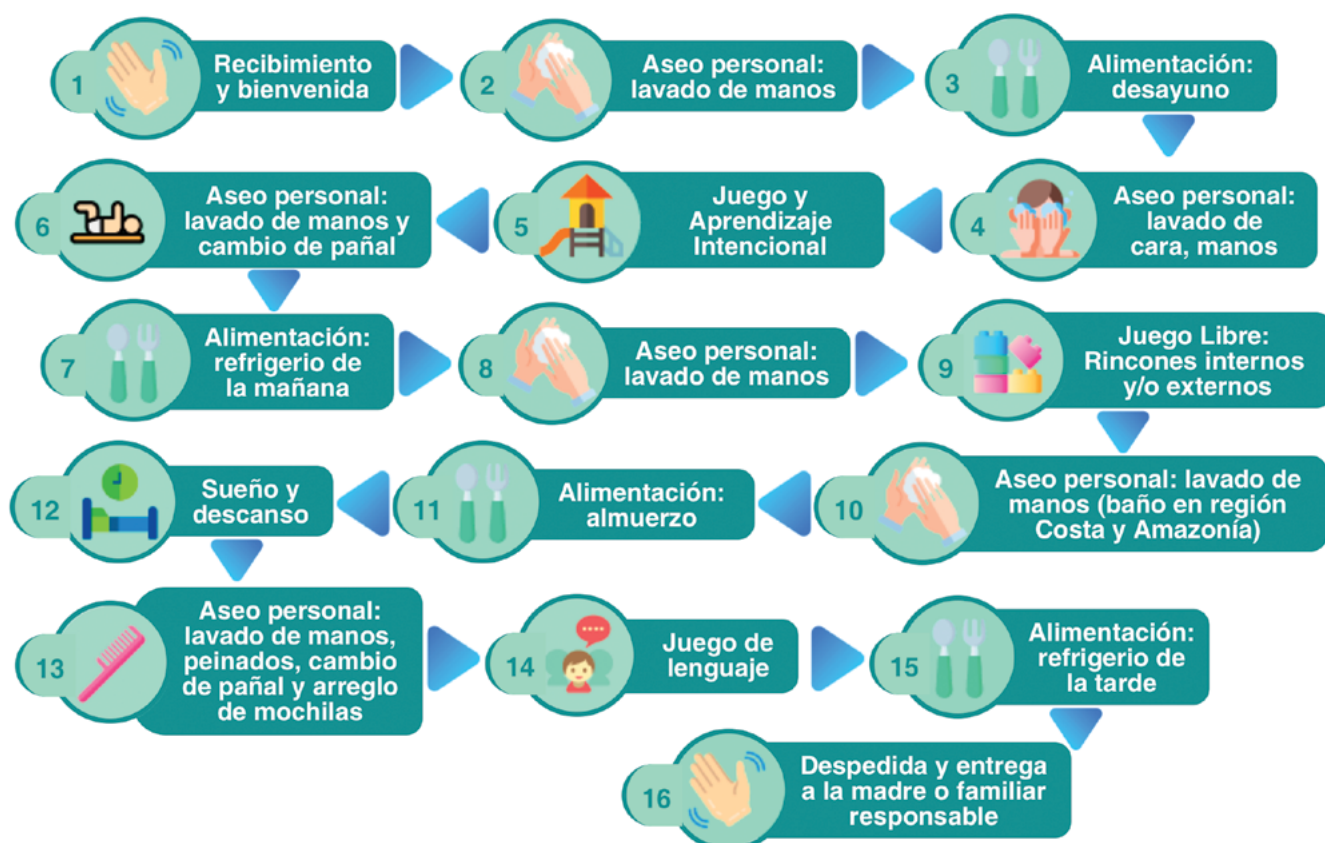 1
Recibimiento
y bienvenida
2
Aseo personal:
lavado de manos
3
Alimentación:
desayuno
4
Aseo personal:
lavado de
cara, manos
5
Juego y
Aprendizaje
Intencional
6
Aseo personal:
lavado de manos y
cambio de pañal
7
Alimentación:
refrigerio de
la mañana
8
Aseo personal:
lavado de manos
9
Juego Libre:
Rincones internos
y/o externos
10
Aseo personal: lavado de
manos (baño en región
Costa y Amazonía)
11
Alimentación:
almuerzo
12
Sueño y
descanso
13
Aseo personal:
lavado de manos,
peinados, cambio
de pañal y arreglo
de mochilas
14
Juego de
lenguaje
15
Alimentación:
refrigerio de
la tarde
16
Despedida y entrega
a la madre o familiar
responsable